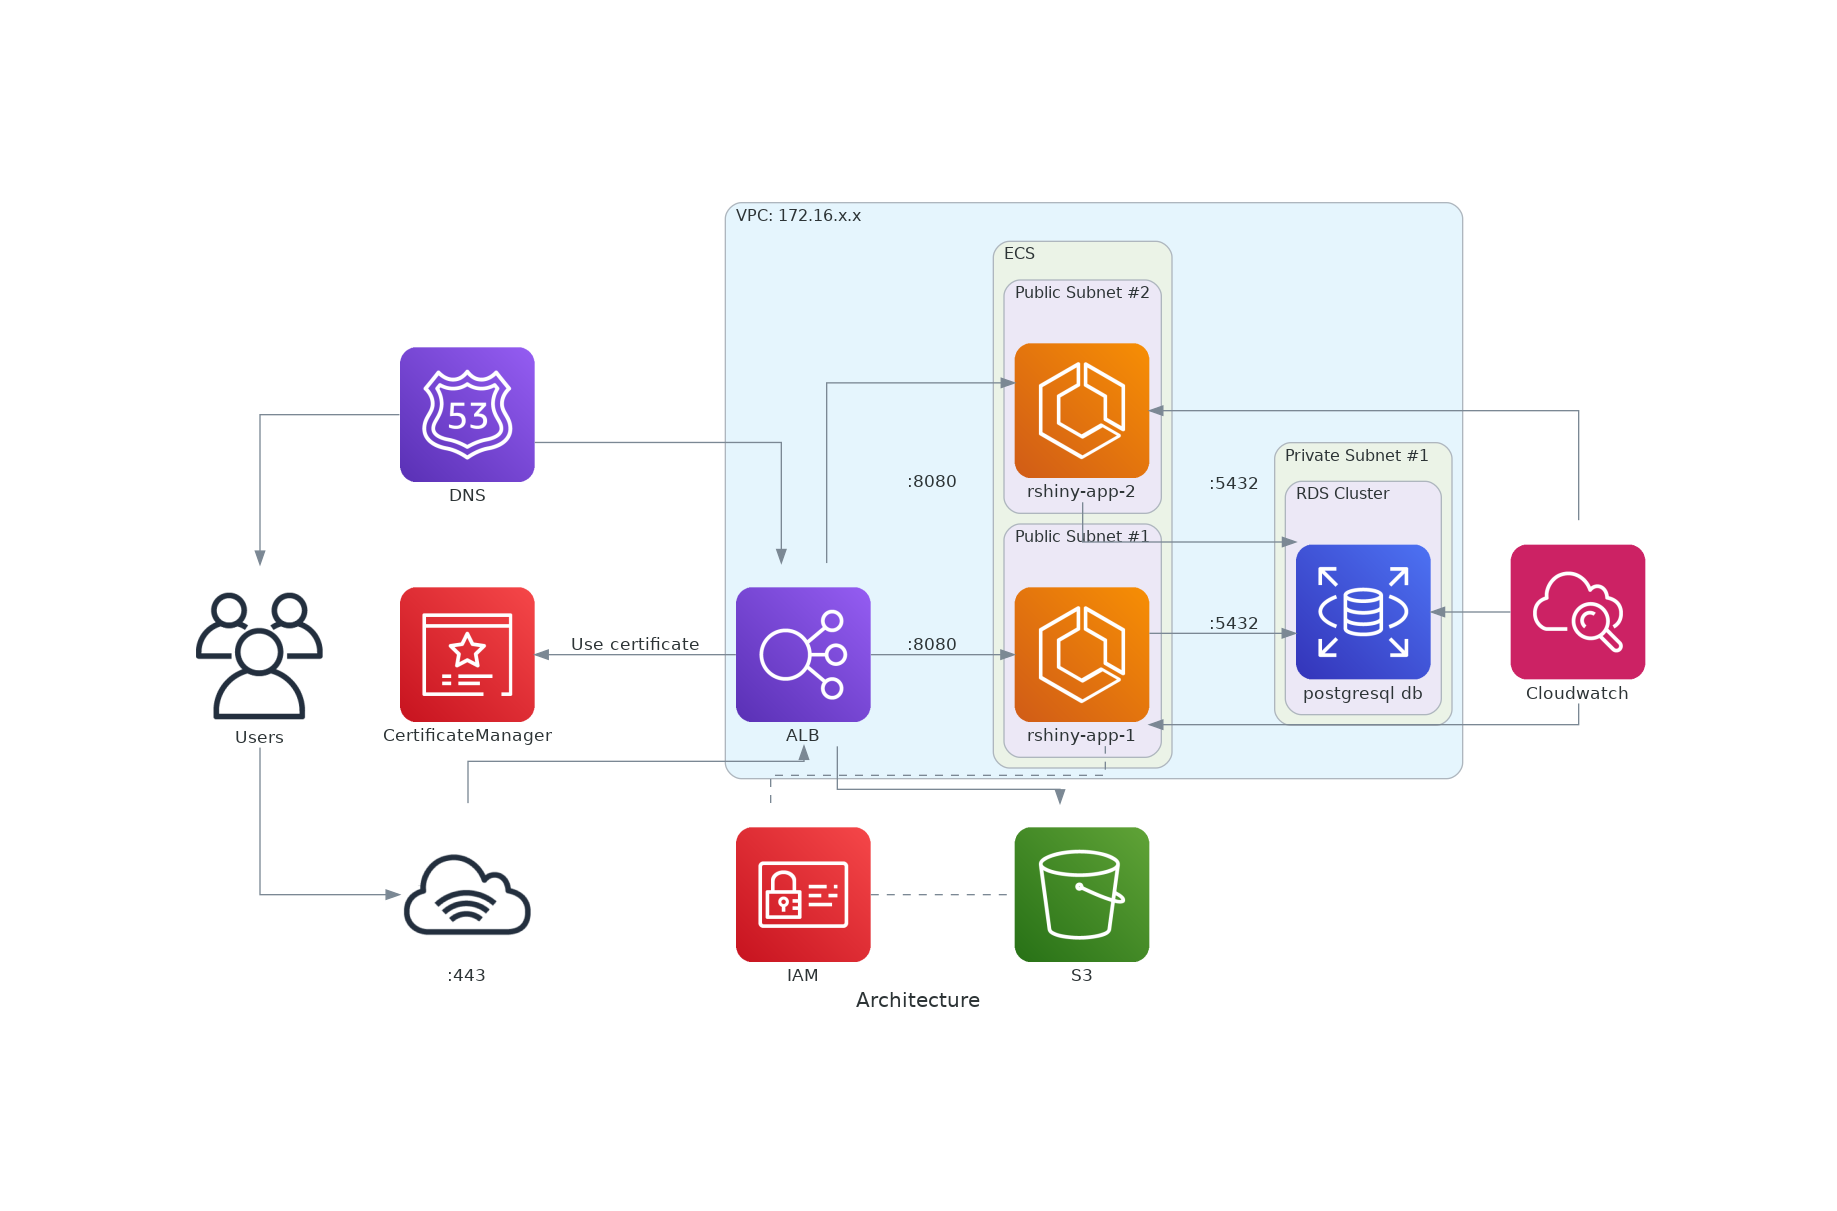 VPC: 172.16.x.x
ECS
Public Subnet #2
53
DNS
:8080
rshiny-app-2
:5432
Private Subnet #1
RDS Cluster
Public Subnet #1
Use certificate
:8080
:5432
postgresql db
Cloudwatch
Users
CertificateManager
ALB
rshiny-app-1
:443
IAM
S3
Architecture